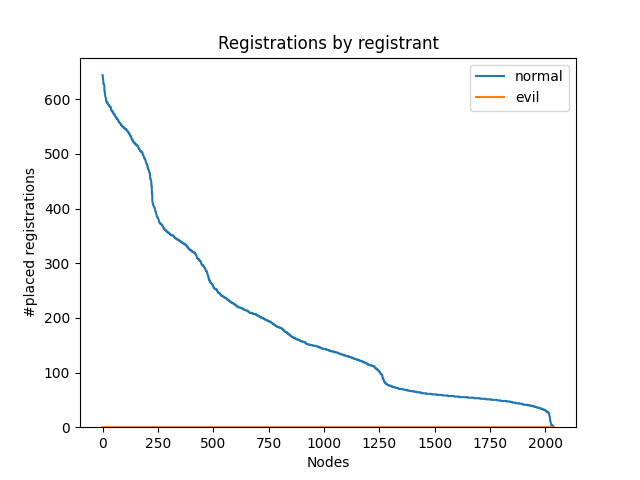 Registrations by registrant
normal
evil
#placed registrations
600
500
400
300
200
100
0
0 250 500 750 1000 1250 1500 1750 2000
Nodes